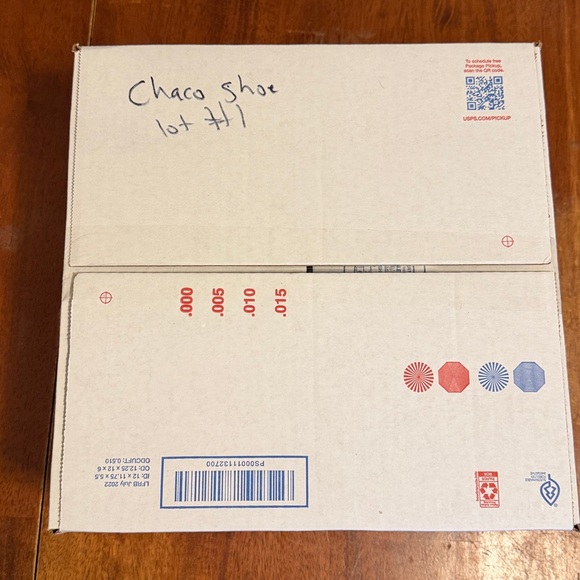 Chaco Shoe
lot #1
To schedule free
Package Pickup,
scan the QR code.
USPS.COM/PICKUP
.000
.005
.010
.015
PS00011132700
LFRB July 2022
ID: 12 x 11.75 x 5.5
OD: 12.25 x 12 x 6
ODCUFT: 0.510